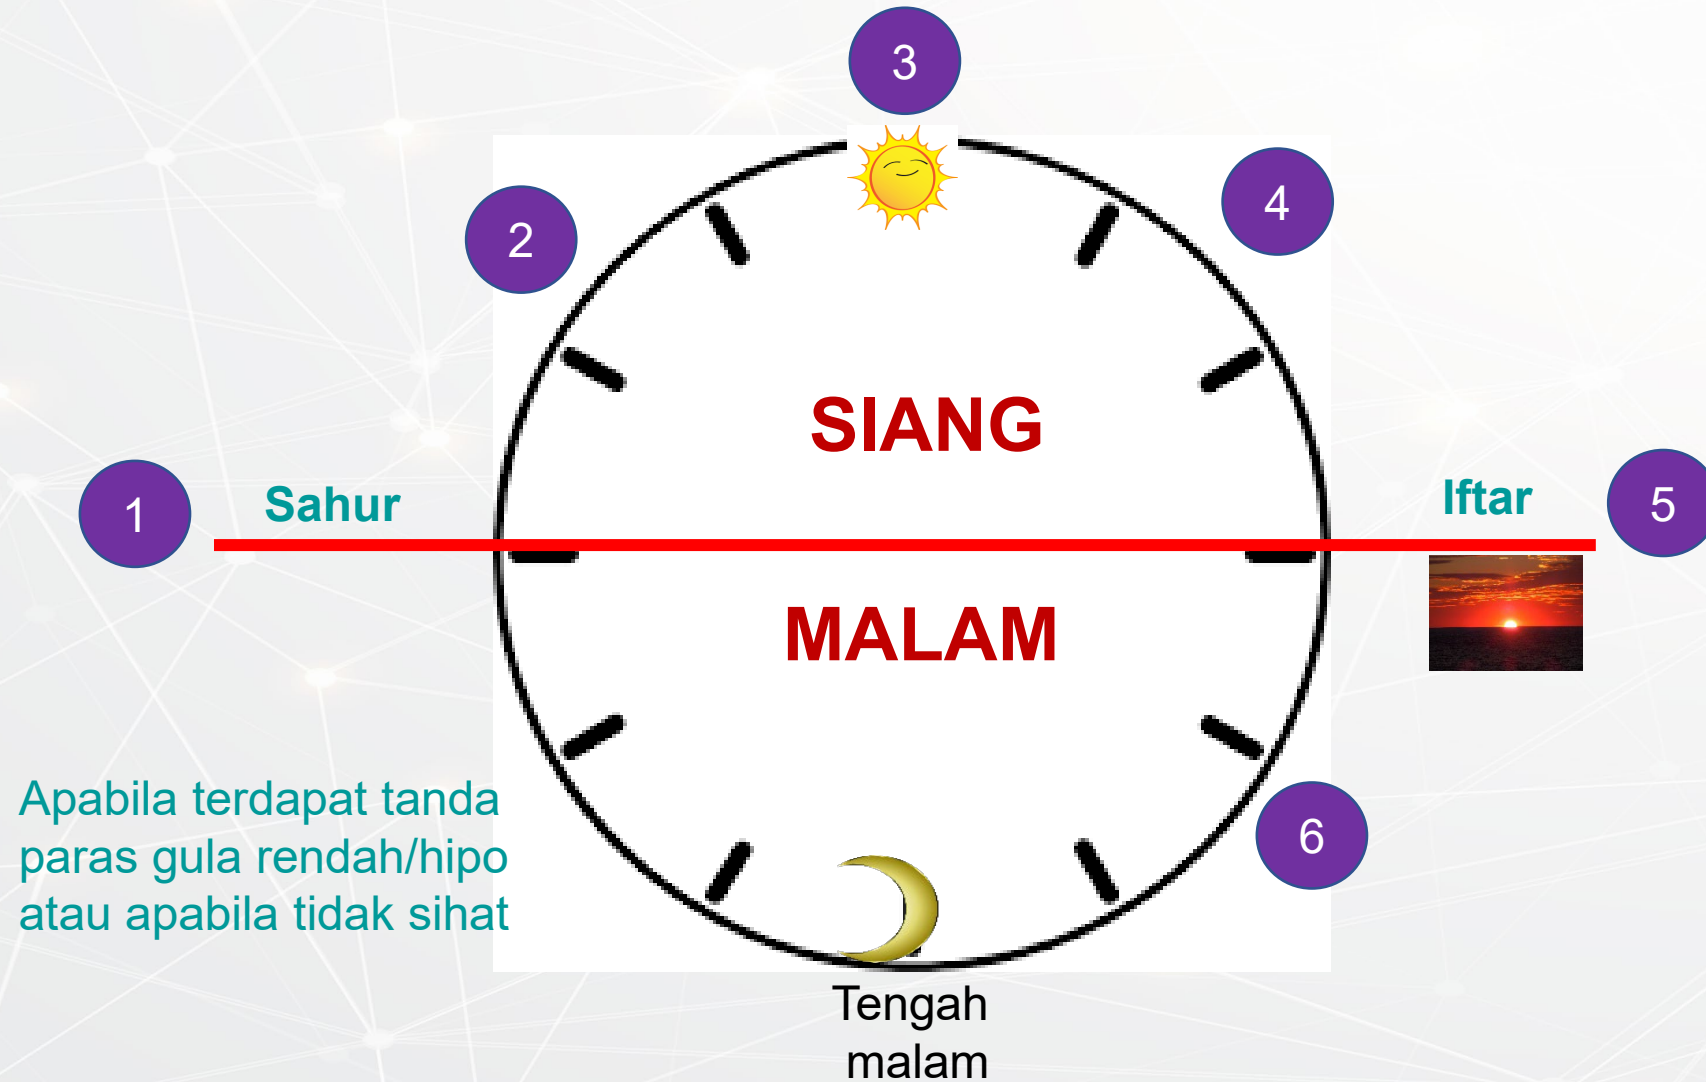 3
4
2
SIANG
1
Sahur
Iftar
5
MALAM
Apabila terdapat tanda
paras gula rendah/hipo
atau apabila tidak sihat
6
Tengah
malam